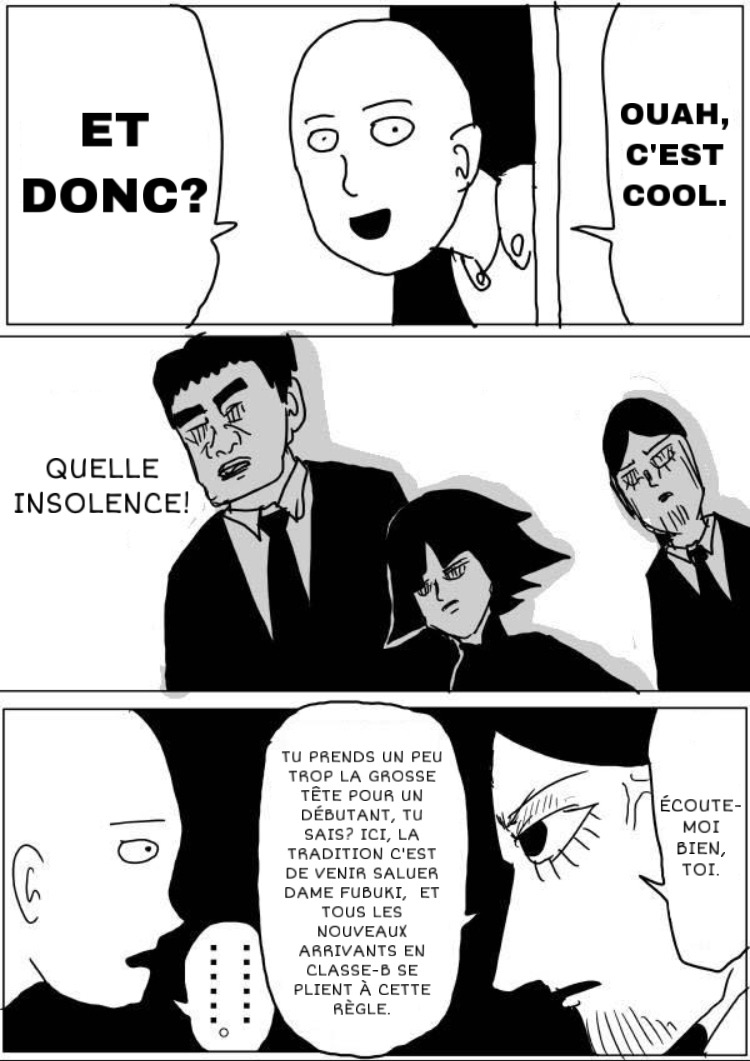 OUAH,
C'EST
COOL.
ET
DONC?
QUELLE
INSOLENCE!
ÉCOUTE-
MOI
BIEN,
TOI.
TU PRENDS UN PEU
TROP LA GROSSE
TÊTE POUR UN
DÉBUTANT, TU
SAIS? ICI, LA
TRADITION C'EST
DE VENIR SALUER
DAME FUBUKI, ET
TOUS LES
NOUVEAUX
ARRIVANTS EN
CLASSE-B SE
PLIENT À CETTE
RÈGLE.